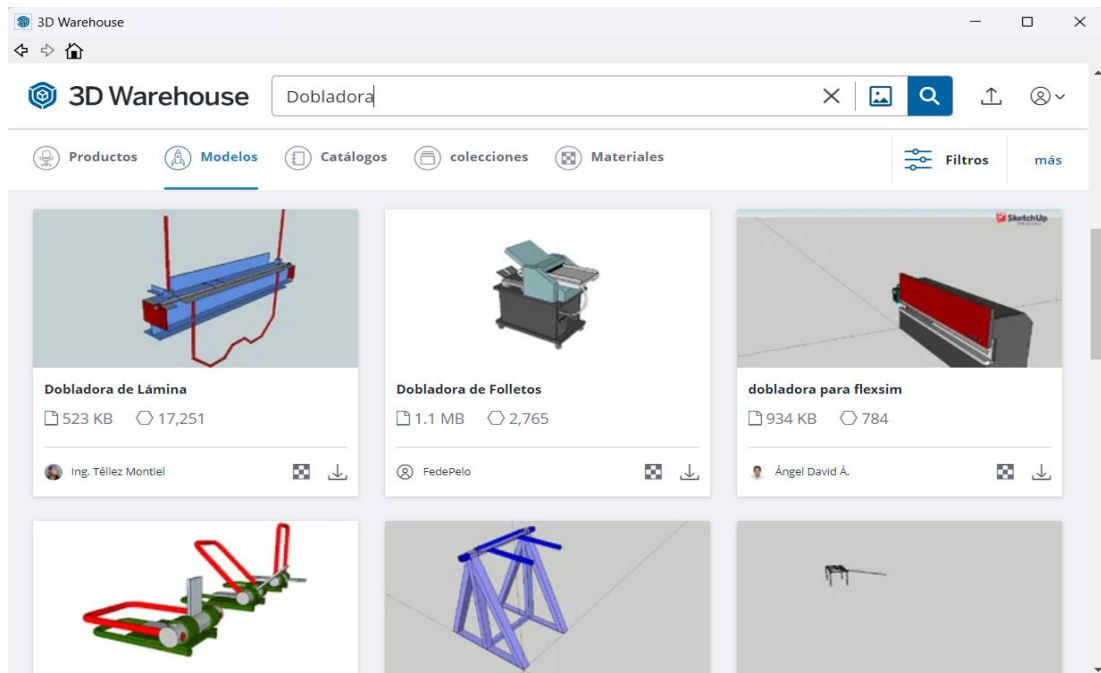 3D Warehouse
3D Warehouse
Dobladora
Productos
Modelos
Catálogos
colecciones
Materiales
Filtros
más
SketchUp
Dobladora de Lámina
523 KB 17,251
Ing. Téllez Montiel
Dobladora de Folletos
1.1 MB 2,765
FedePelo
dobladora para flexsim
934 KB 784
Ángel David Á.